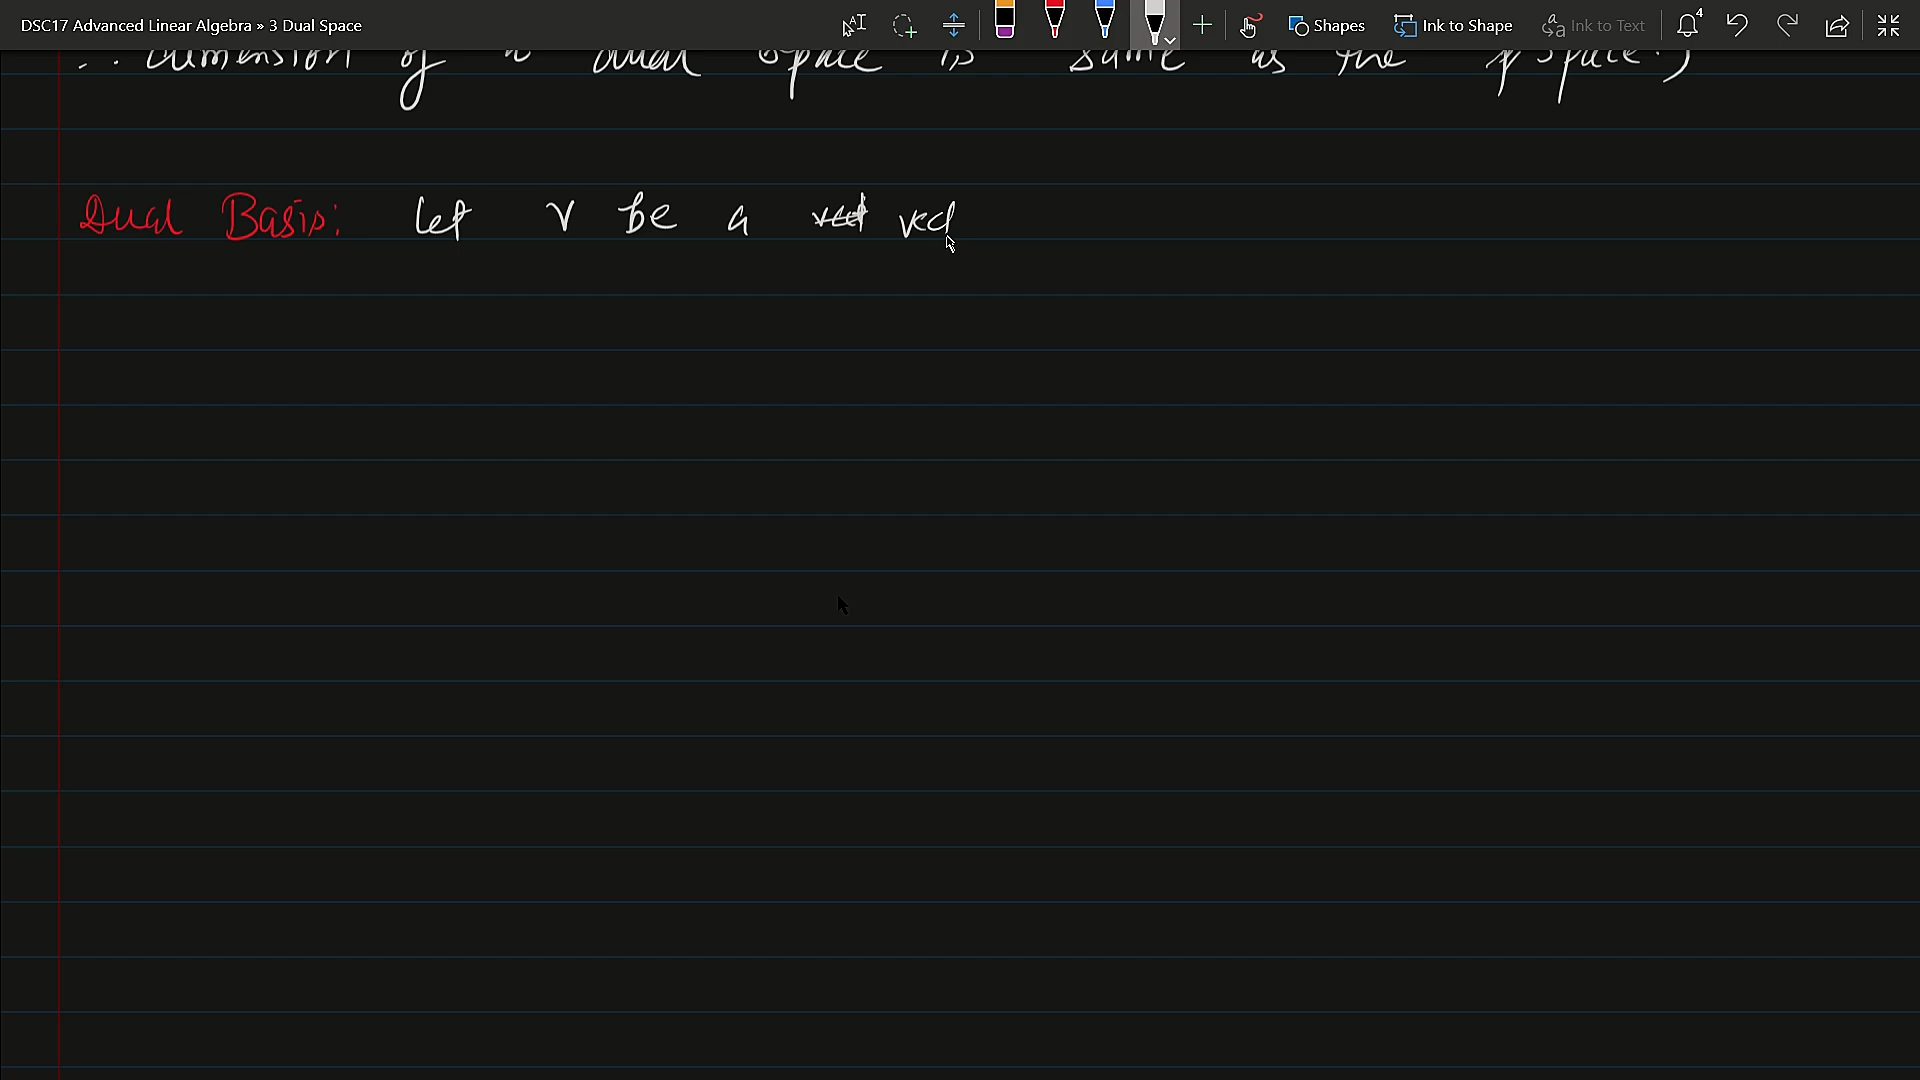 DSC17 Advanced Linear Algebra » 3 Dual Space
Shapes
Ink to Shape
Ink to Text
4
∴ dimension of a dual space is same as the space.)
Dual Basis: let V be a vect